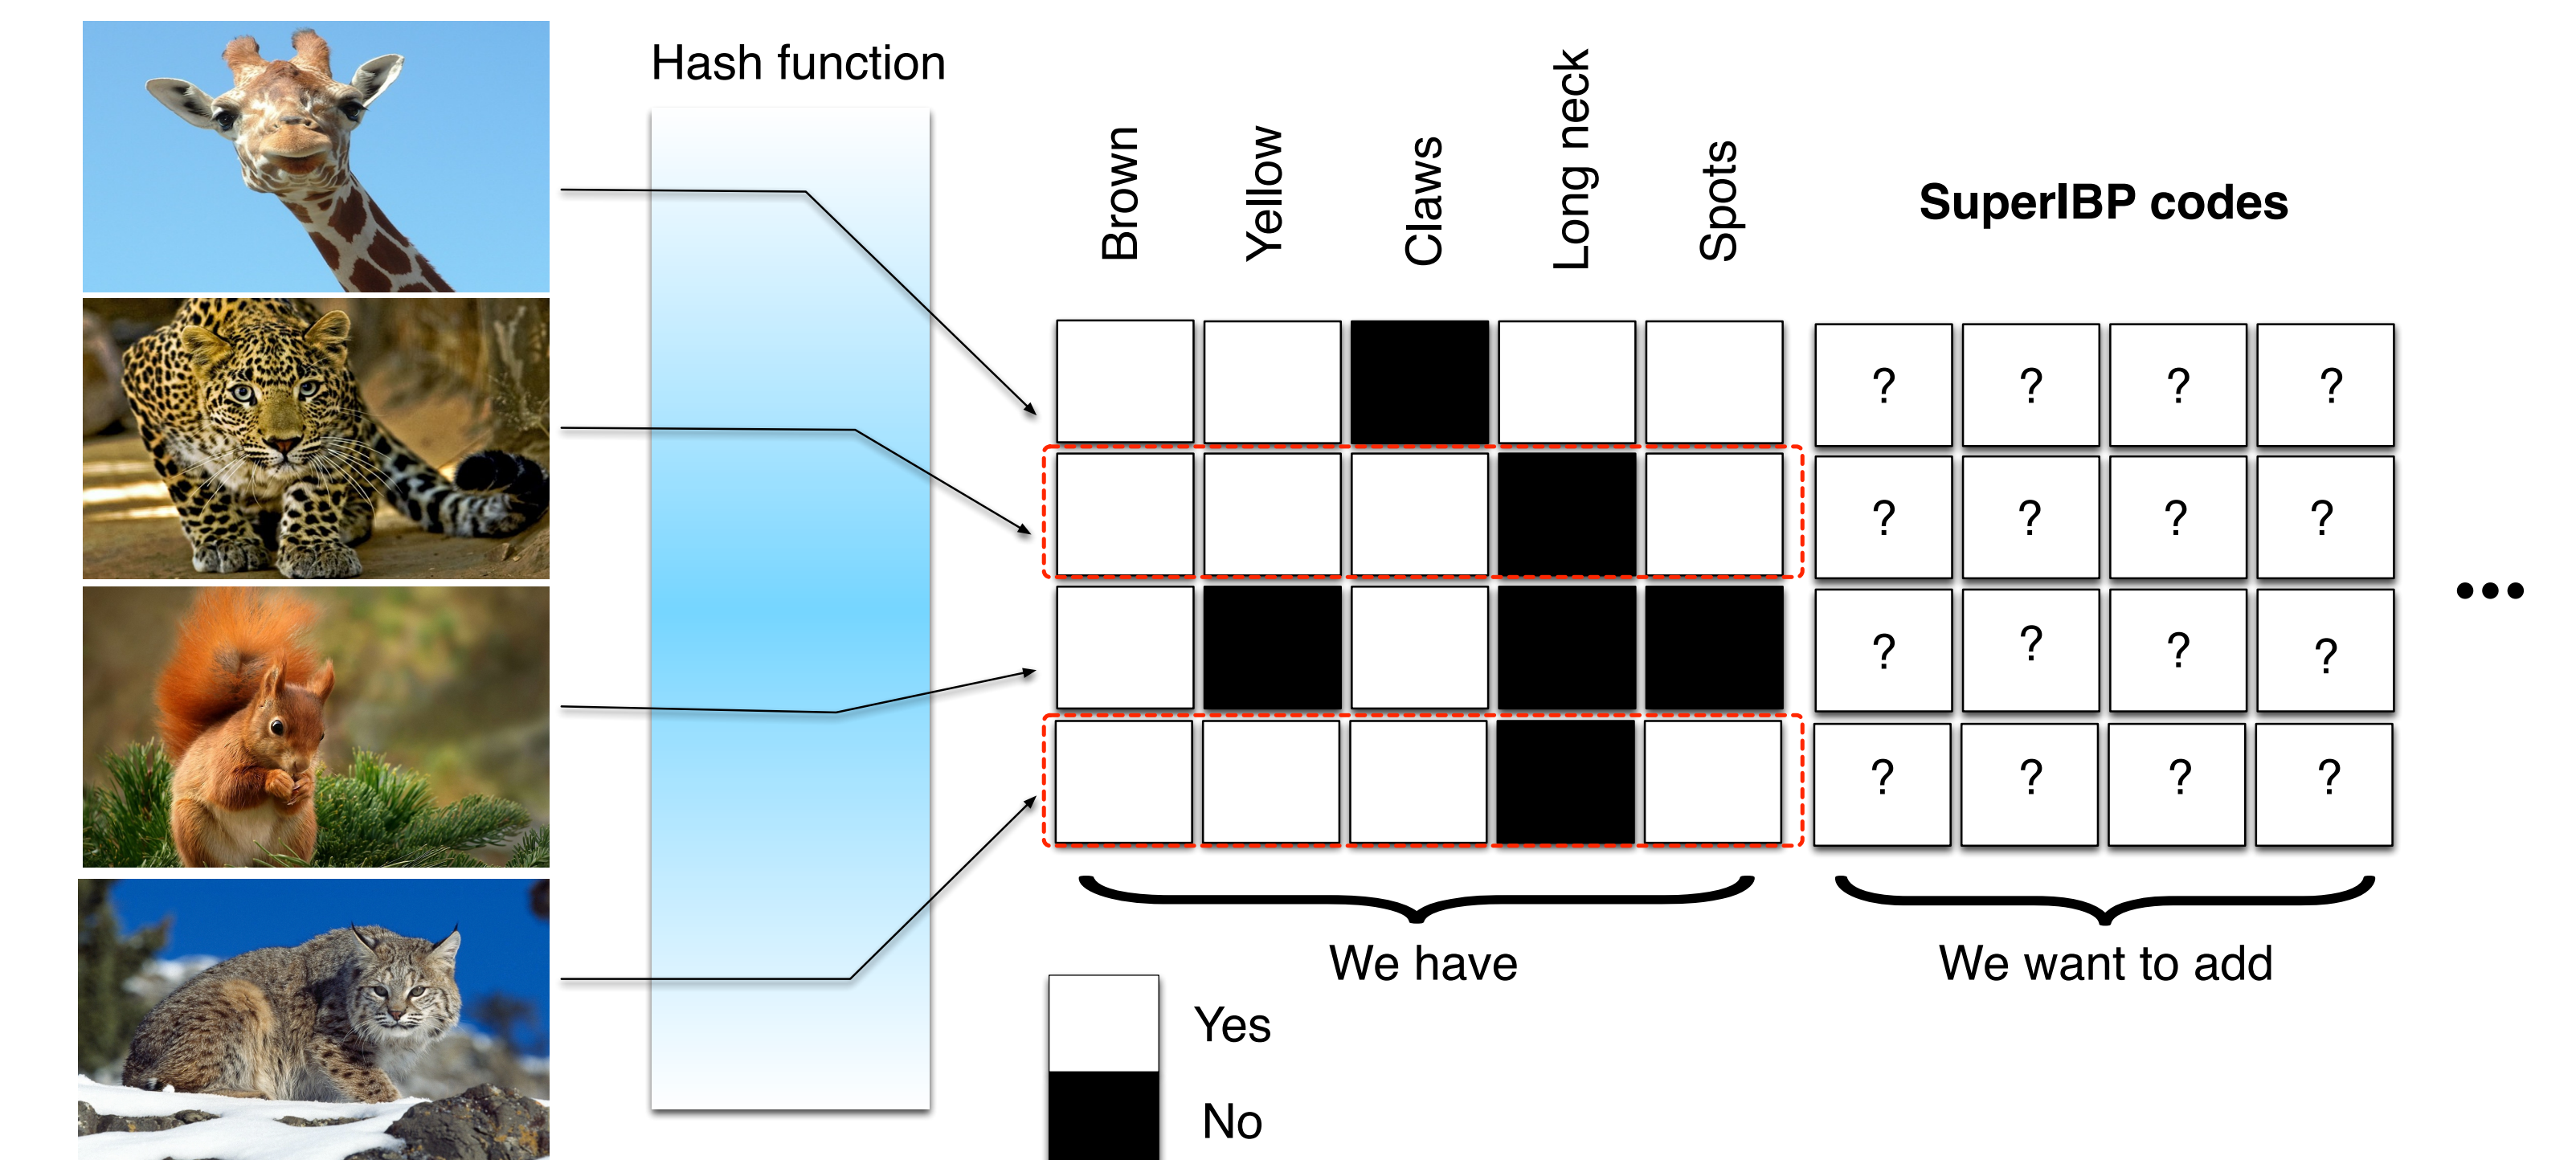 Hash function
Brown
Yellow
Claws
Long neck
Spots
SuperIBP codes
? ? ? ?
? ? ? ?
? ? ? ?
? ? ? ?
...
We have
We want to add
Yes
No